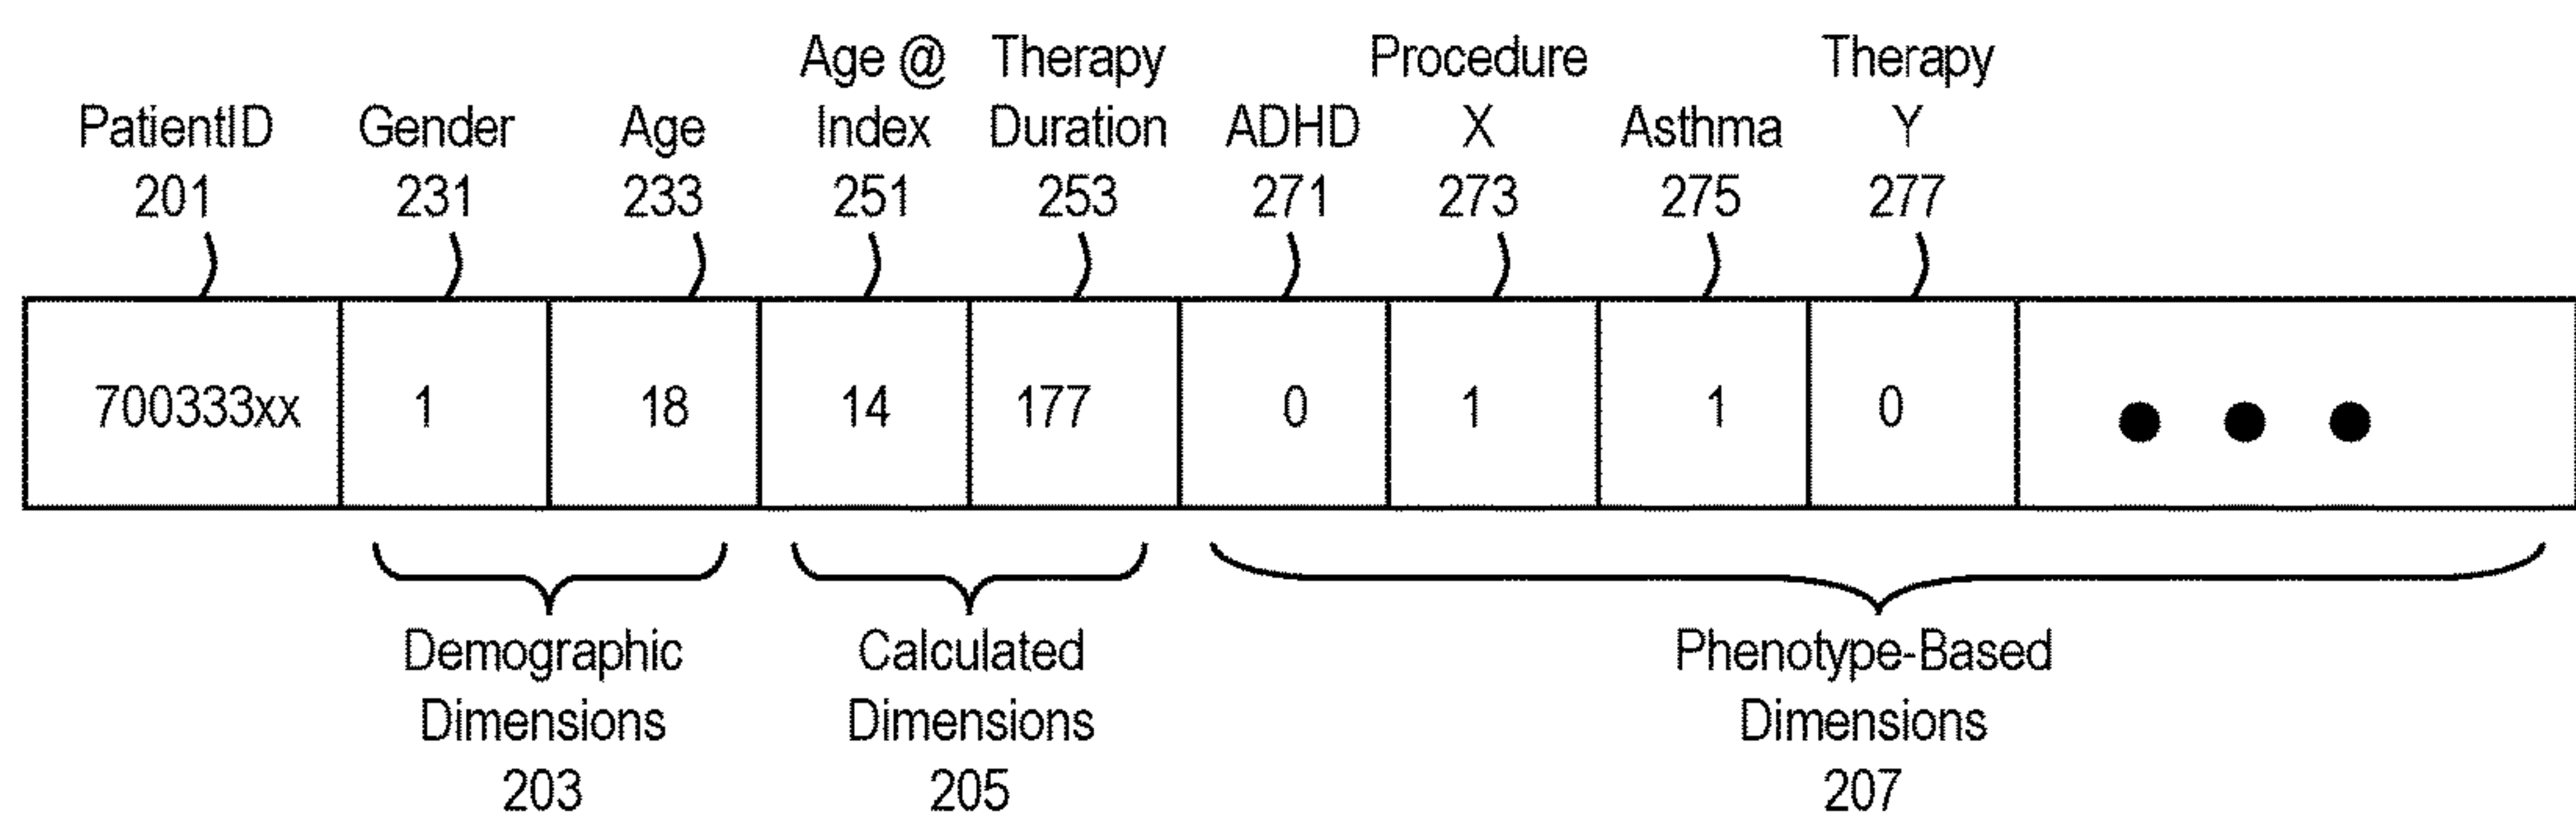 Age @ Therapy Procedure Therapy
PatientID Gender Age Index Duration ADHD X Asthma Y
201 231 233 251 253 271 273 275 277
700333xx 1 18 14 177 0 1 1 0
Demographic Calculated Phenotype-Based
Dimensions Dimensions Dimensions
203 205 207